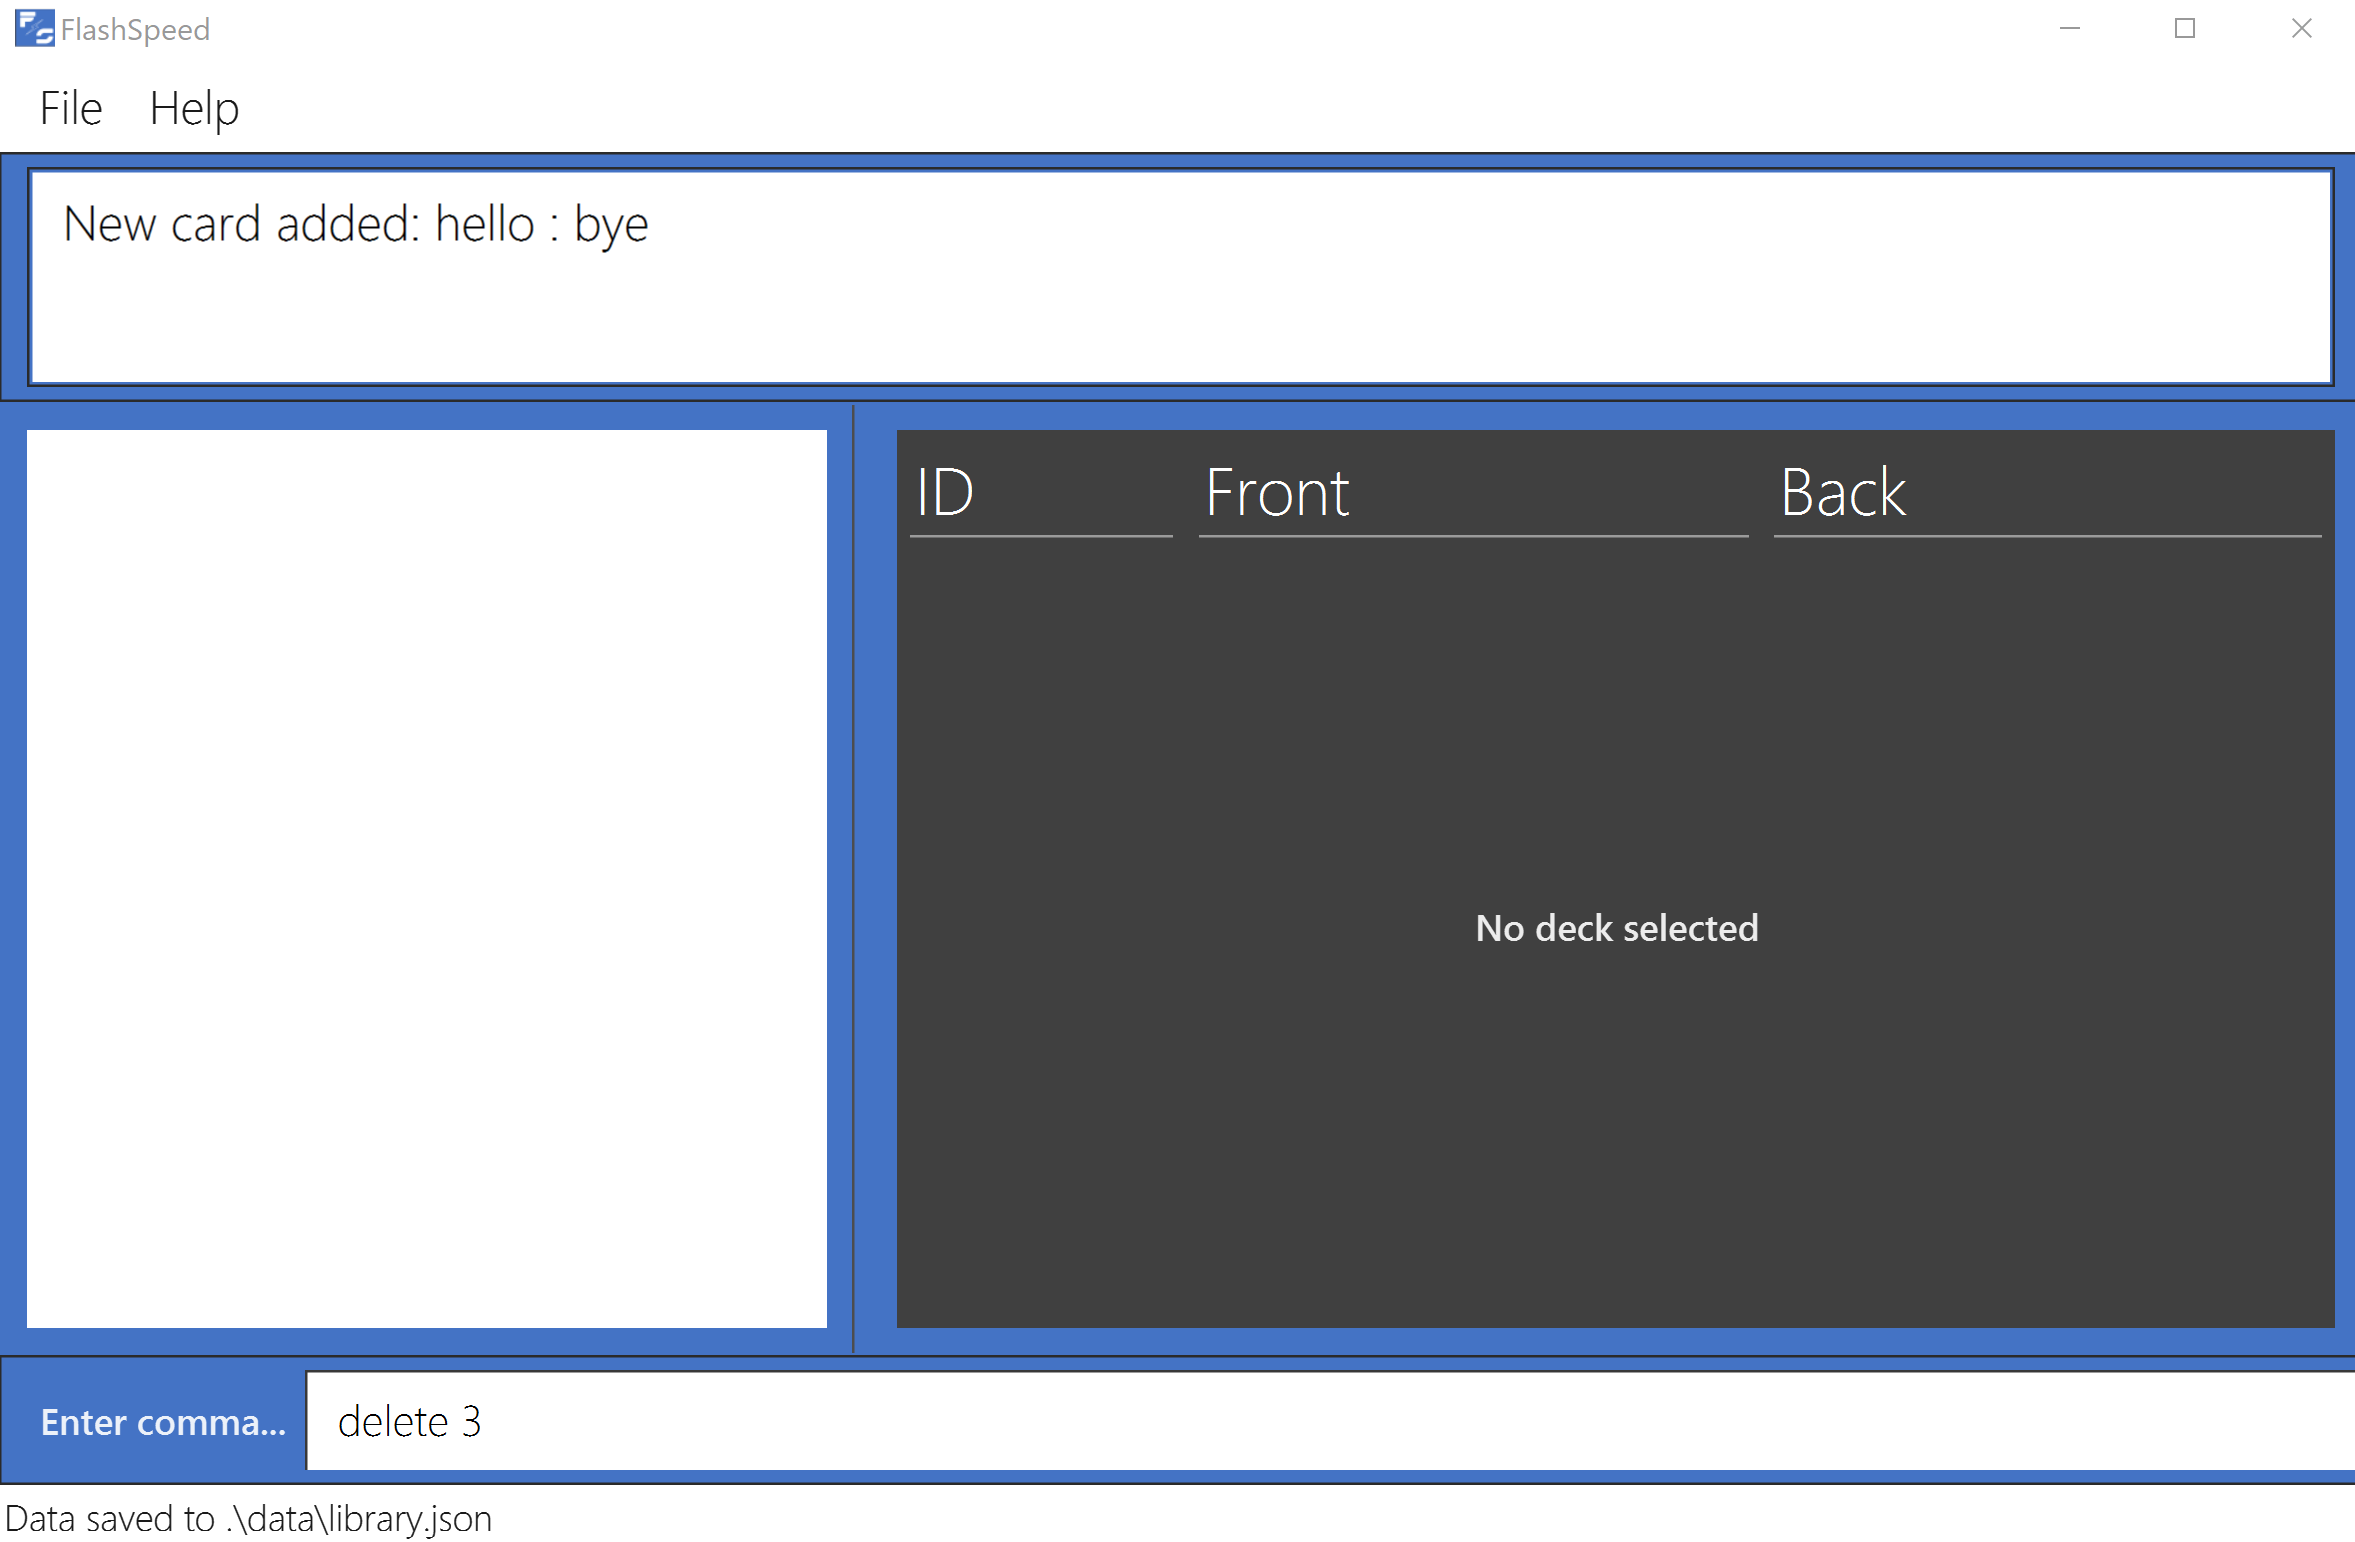 FlashSpeed
File Help
New card added: hello : bye
ID Front Back
No deck selected
Enter comma... delete 3
Data saved to .\data\library.json